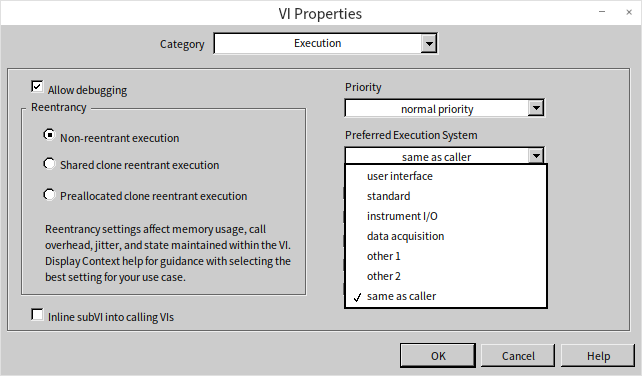 VI Properties
Category
Execution
Allow debugging
Reentrancy
Non-reentrant execution
Shared clone reentrant execution
Preallocated clone reentrant execution
Reentrancy settings affect memory usage, call
overhead, jitter, and state maintained within the VI.
Display Context help for guidance with selecting the
best setting for your use case.
Inline subVI into calling VIs
Priority
normal priority
Preferred Execution System
same as caller
user interface
standard
instrument I/O
data acquisition
other 1
other 2
same as caller
OK
Cancel
Help